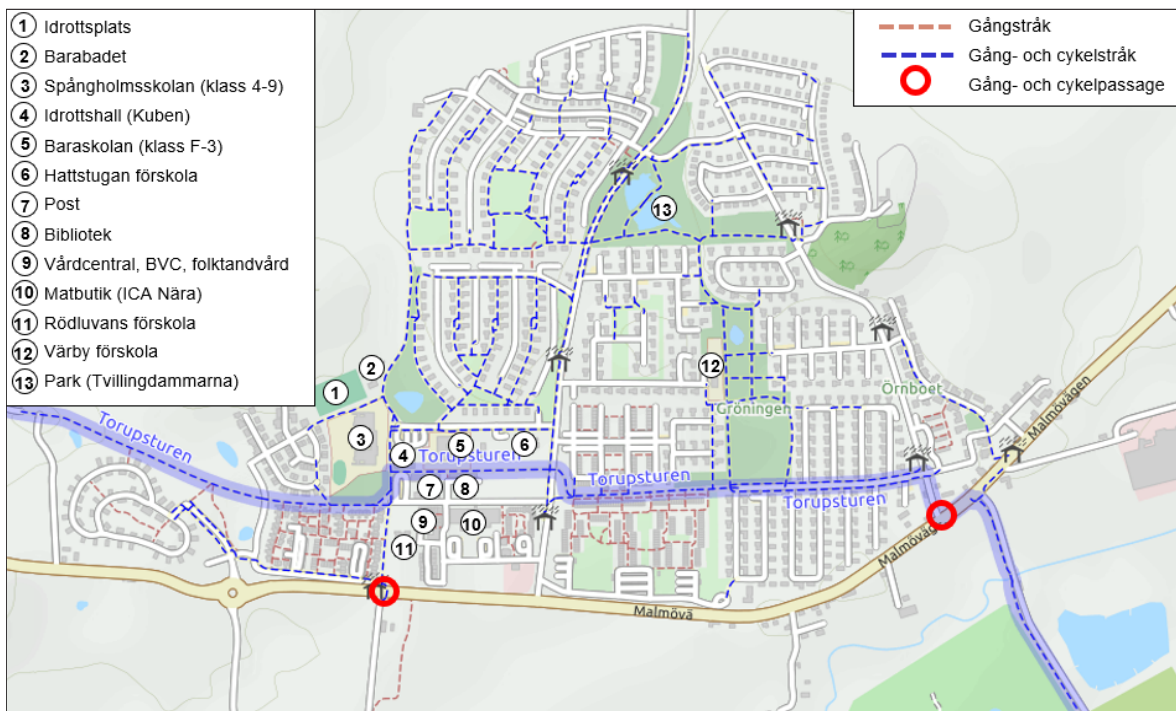 1 Idrottsplats
2 Barabadet
3 Spångholmsskolan (klass 4-9)
4 Idrottshall (Kuben)
5 Baraskolan (klass F-3)
6 Hattstugan förskola
7 Post
8 Bibliotek
9 Vårdcentral, BVC, folktandvård
10 Matbutik (ICA Nära)
11 Rödluvans förskola
12 Värby förskola
13 Park (Tvillingdammarna)
Gångstråk
Gång- och cykelstråk
Gång- och cykelpassage
13
12
2
1
3
4
5
6
Örnboet
Gröningen
Malmövägen
Torupsturen
Torupsturen
Torupsturen
Torupsturen
7
8
9
10
11
Malmöväg
Malmövä